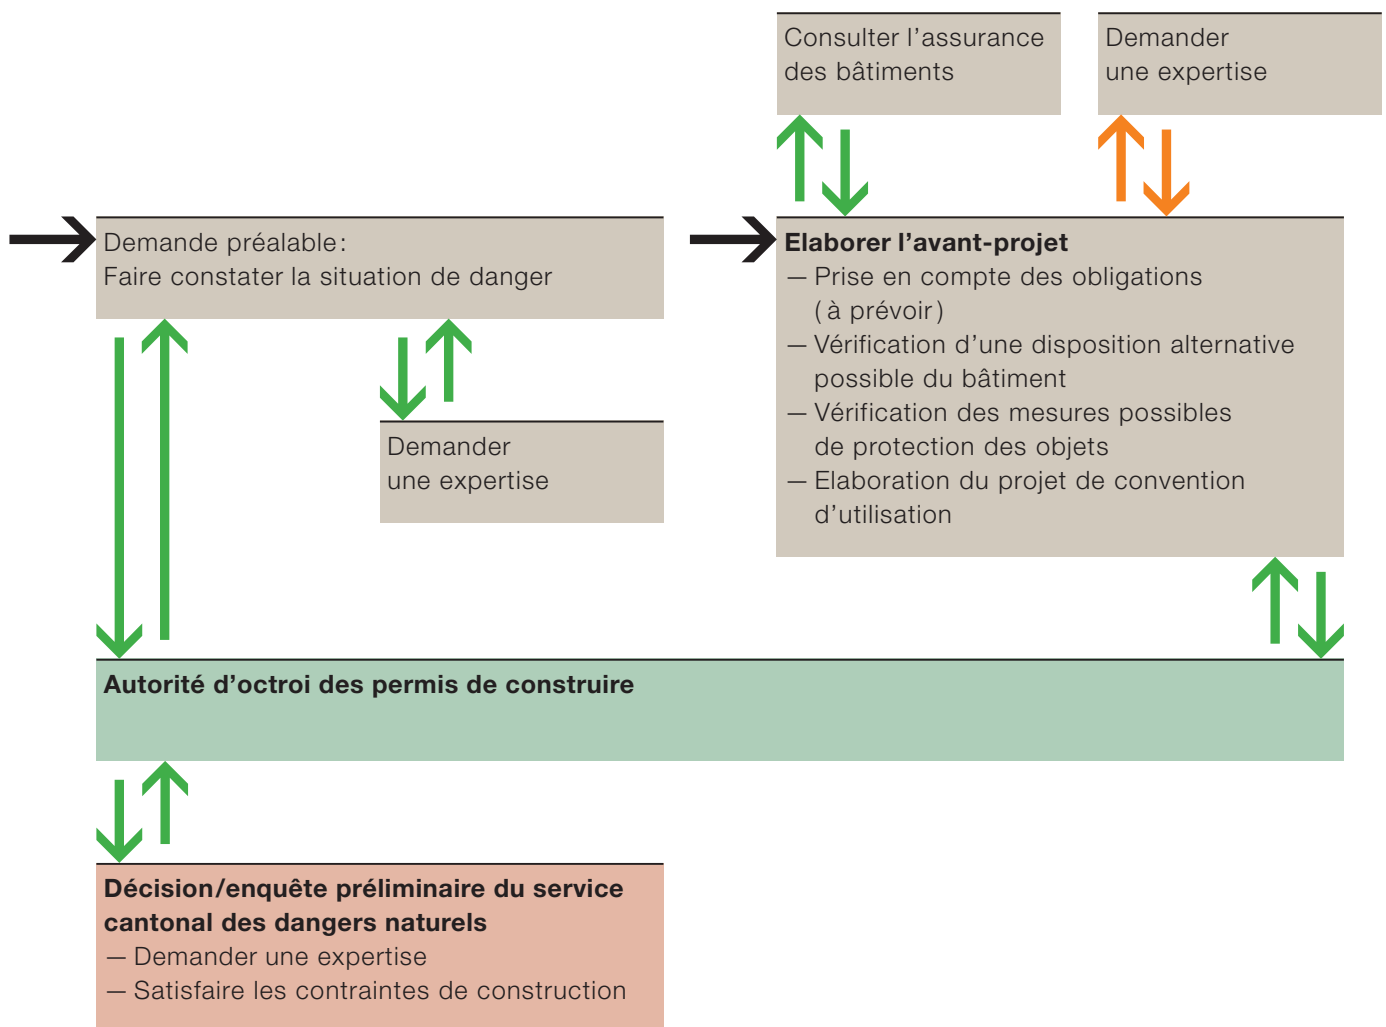 Consulter l’assurance
des bâtiments
Demander
une expertise
Demande préalable:
Faire constater la situation de danger
Demander
une expertise
Elaborer l’avant-projet
— Prise en compte des obligations
(à prévoir)
— Vérification d’une disposition alternative
possible du bâtiment
— Vérification des mesures possibles
de protection des objets
— Elaboration du projet de convention
d’utilisation
Autorité d’octroi des permis de construire
Décision/enquête préliminaire du service
cantonal des dangers naturels
— Demander une expertise
— Satisfaire les contraintes de construction